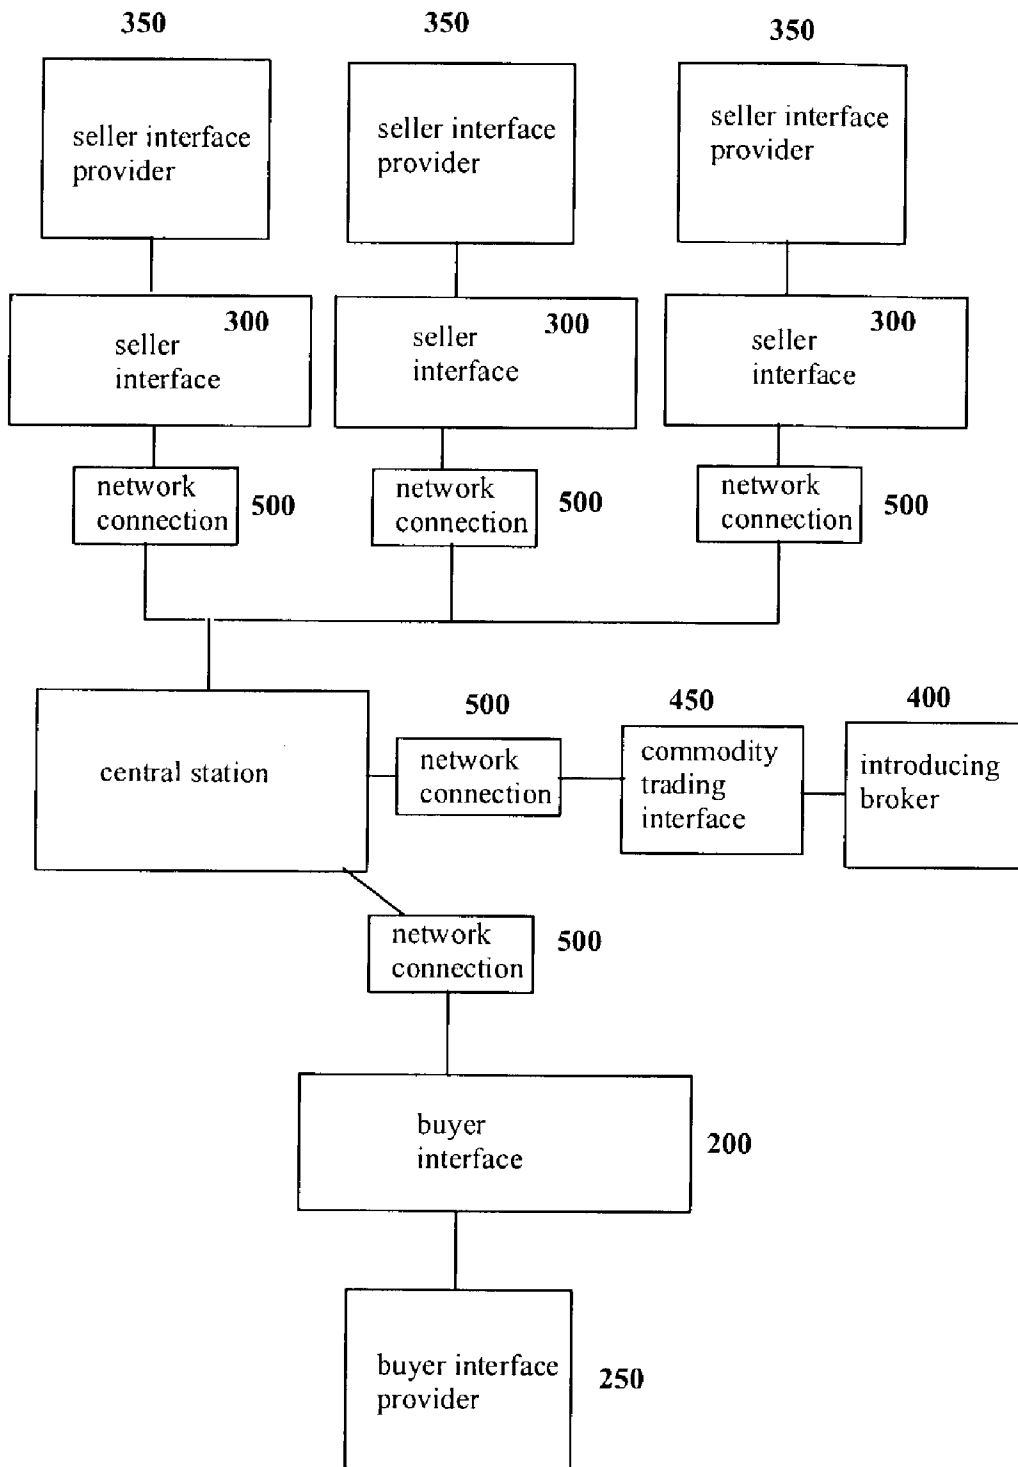 350
350
350
seller interface
provider
seller interface
provider
seller interface
provider
300
seller
interface
300
seller
interface
300
seller
interface
network
connection
500
network
connection
500
network
connection
500
central station
500
network
connection
450
commodity
trading
interface
400
introducing
broker
network
connection
500
buyer
interface
200
buyer interface
provider
250